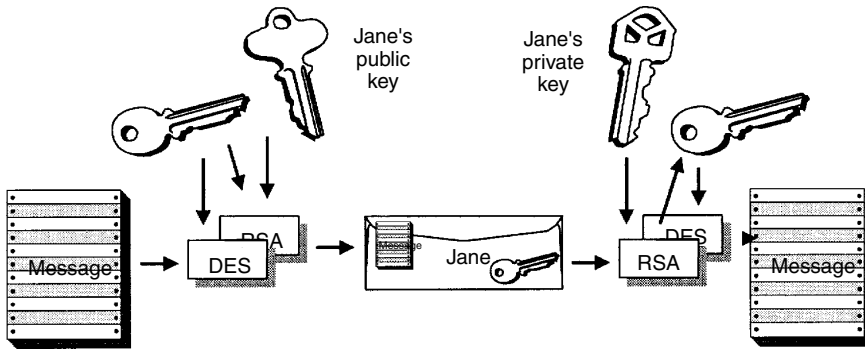 Jane's
public
key
Jane's
private
key
Message
RSA
DES
Message
Jane
DES
RSA
Message